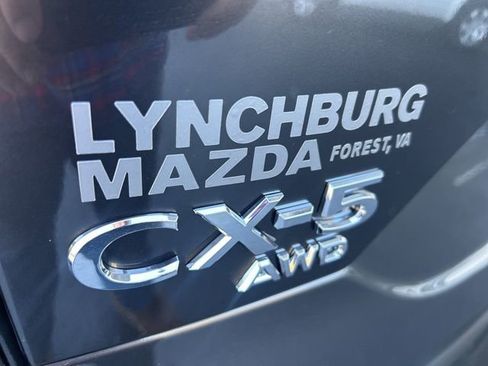 LYNCHBURG
MAZDA FOREST, VA
CX-5
AWD